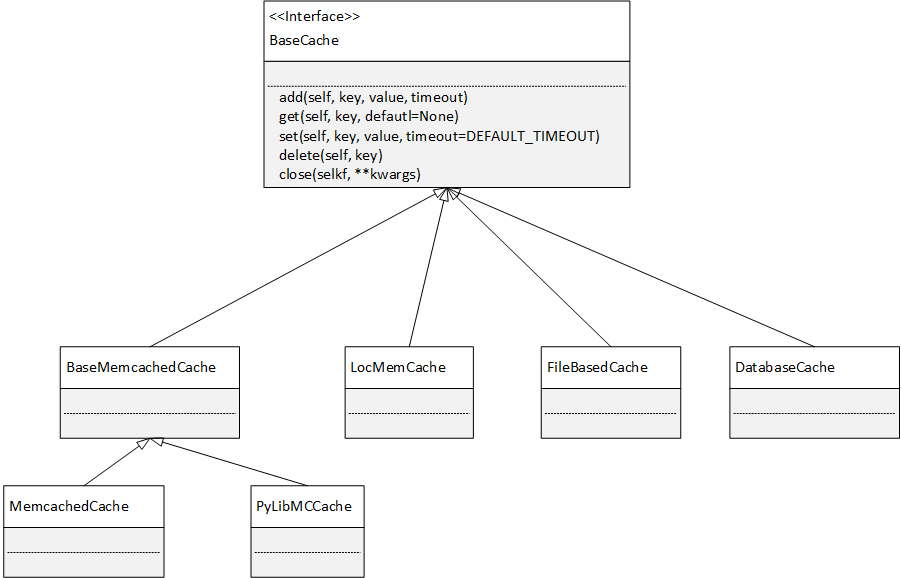 <<Interface>>
BaseCache
add(self, key, value, timeout)
get(self, key, defautl=None)
set(self, key, value, timeout=DEFAULT_TIMEOUT)
delete(self, key)
close(selkf, **kwargs)
BaseMemcachedCache
LocMemCache
FileBasedCache
DatabaseCache
MemcachedCache
PyLibMCCache